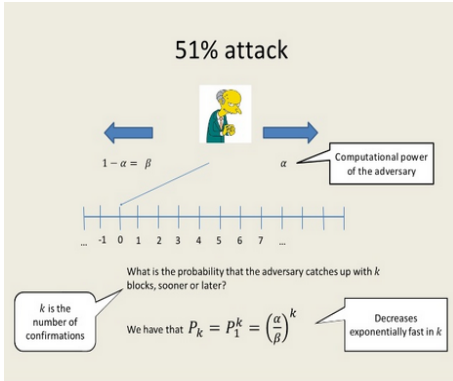 51% attack
1 − α = β
α
Computational power
of the adversary
... -1 0 1 2 3 4 5 6 7 ...
What is the probability that the adversary catches up with k
blocks, sooner or later?
k is the
number of
confirmations
We have that P_k = P_1^k = (α/β)^k
Decreases
exponentially fast in k